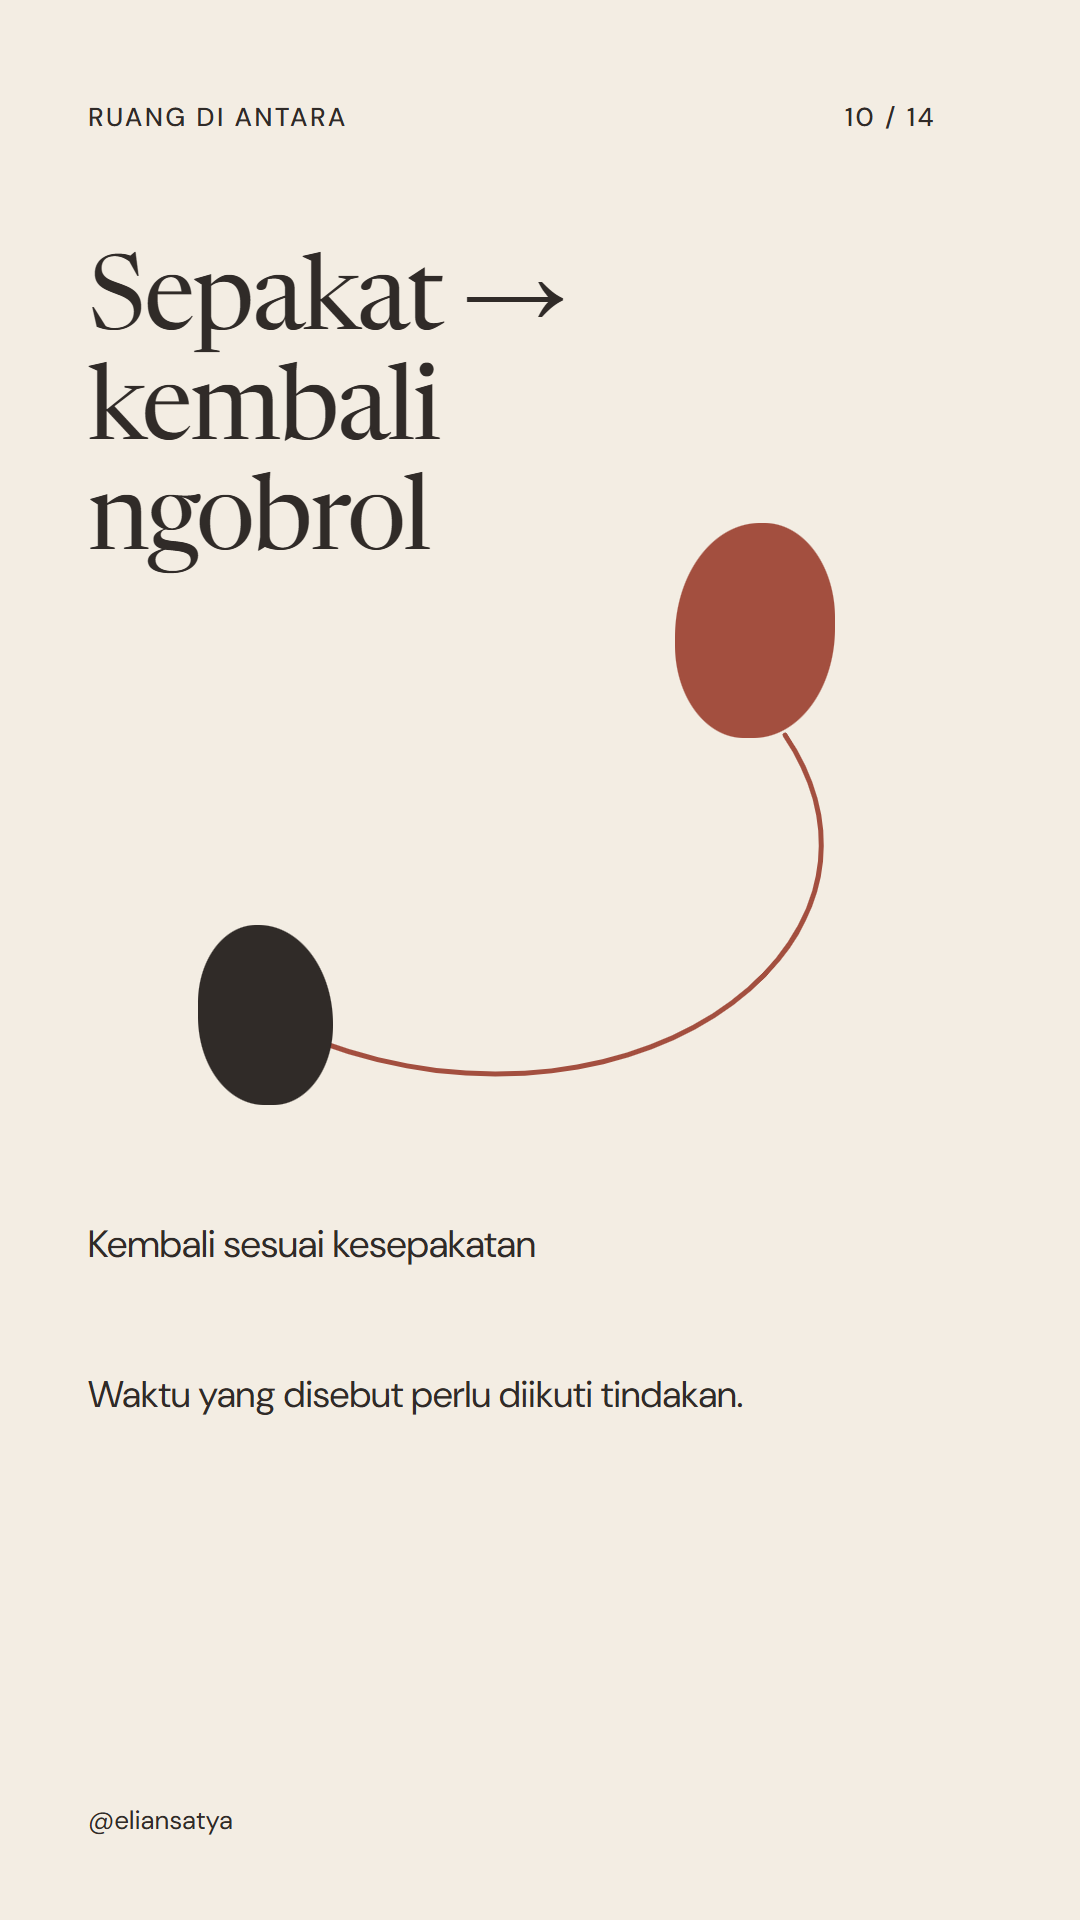 RUANG DI ANTARA
10 / 14
Sepakat →
kembali
ngobrol
Kembali sesuai kesepakatan
Waktu yang disebut perlu diikuti tindakan.
@eliansatya